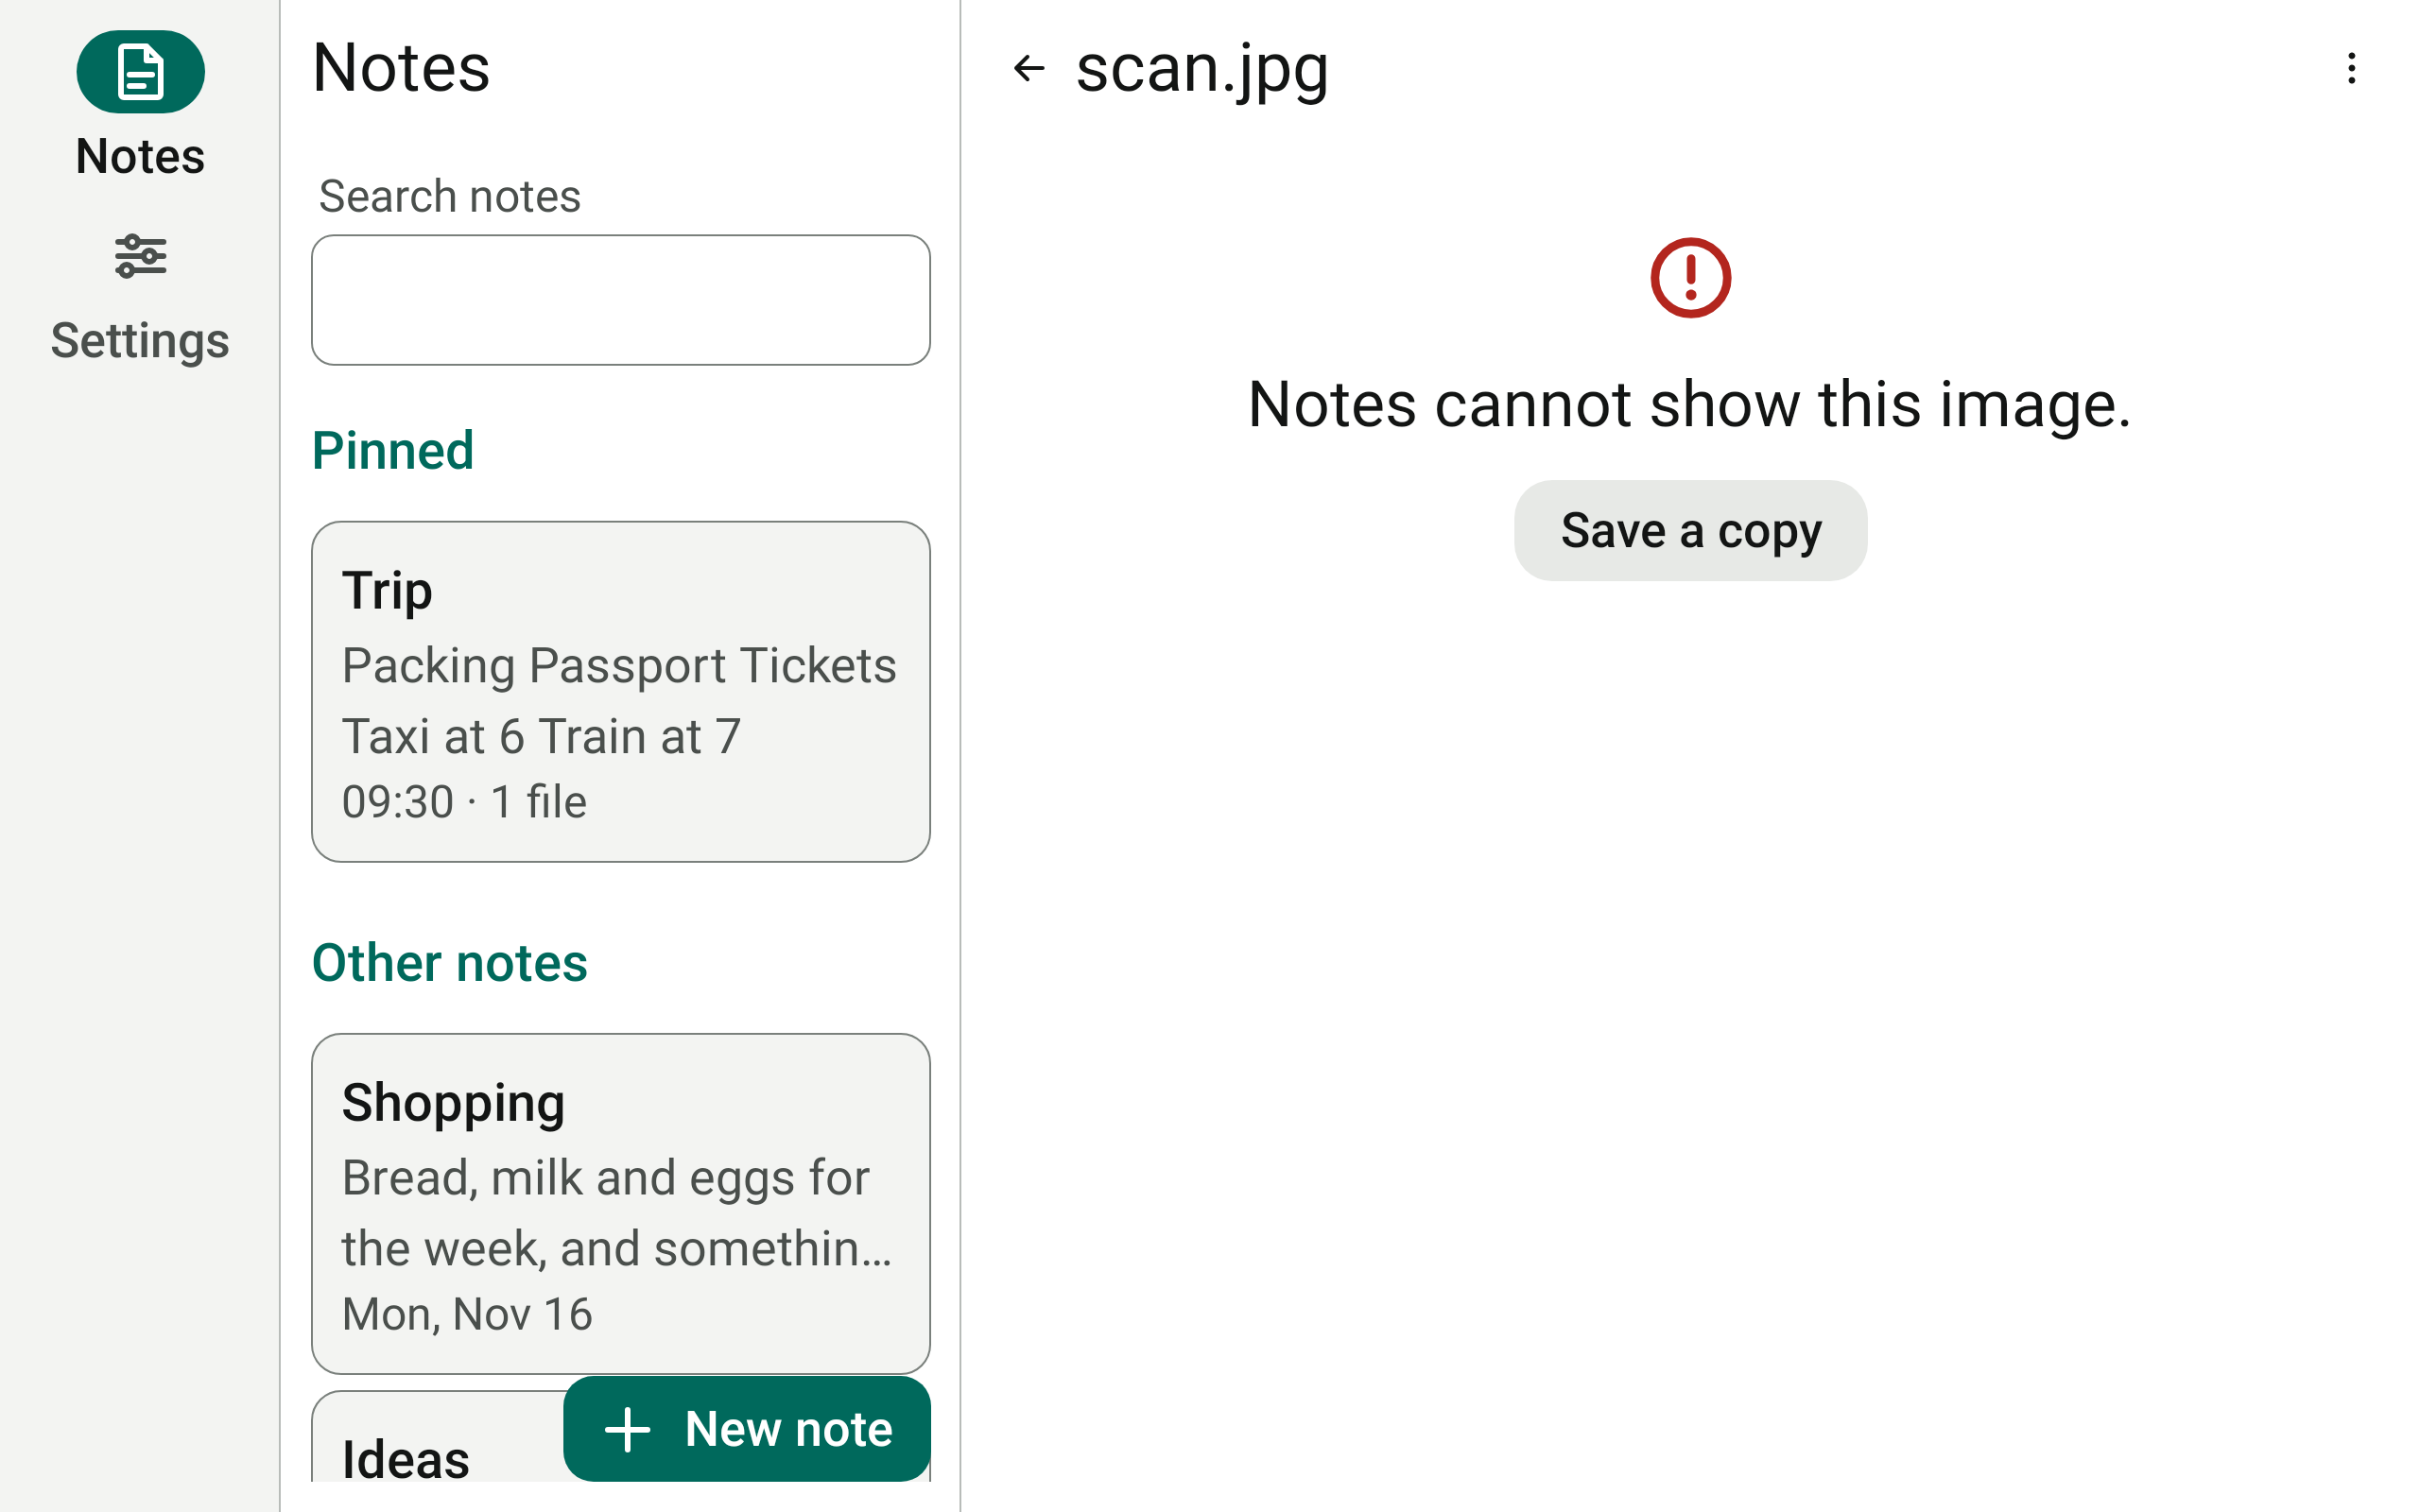 Notes
Settings
Notes
Search notes
Pinned
Trip
Packing Passport Tickets
Taxi at 6 Train at 7
09:30 · 1 file
Other notes
Shopping
Bread, milk and eggs for
the week, and somethin…
Mon, Nov 16
Ideas
New note
scan.jpg
Notes cannot show this image.
Save a copy